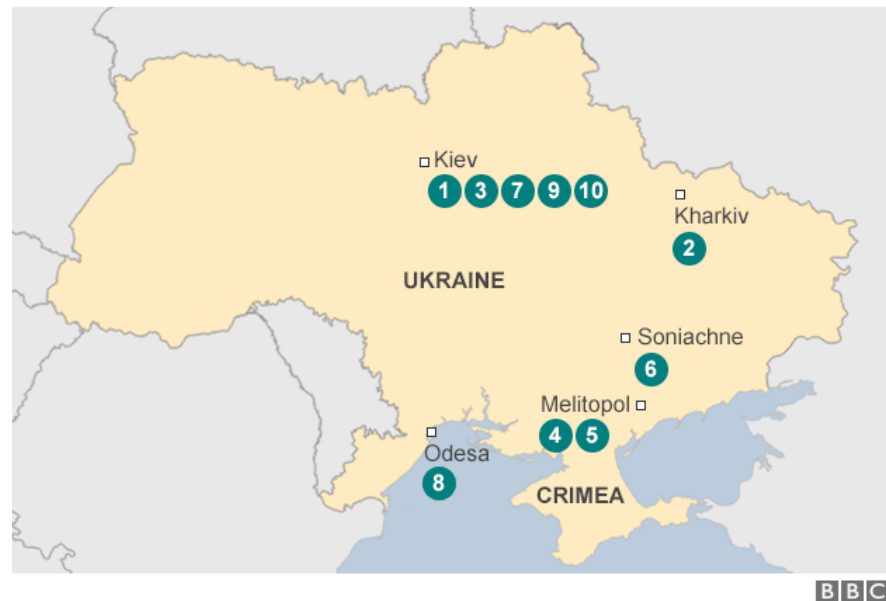 Kiev
1 3 7 9 10
Kharkiv
2
UKRAINE
Soniachne
6
Melitopol
4 5
Odesa
8
CRIMEA
BBC